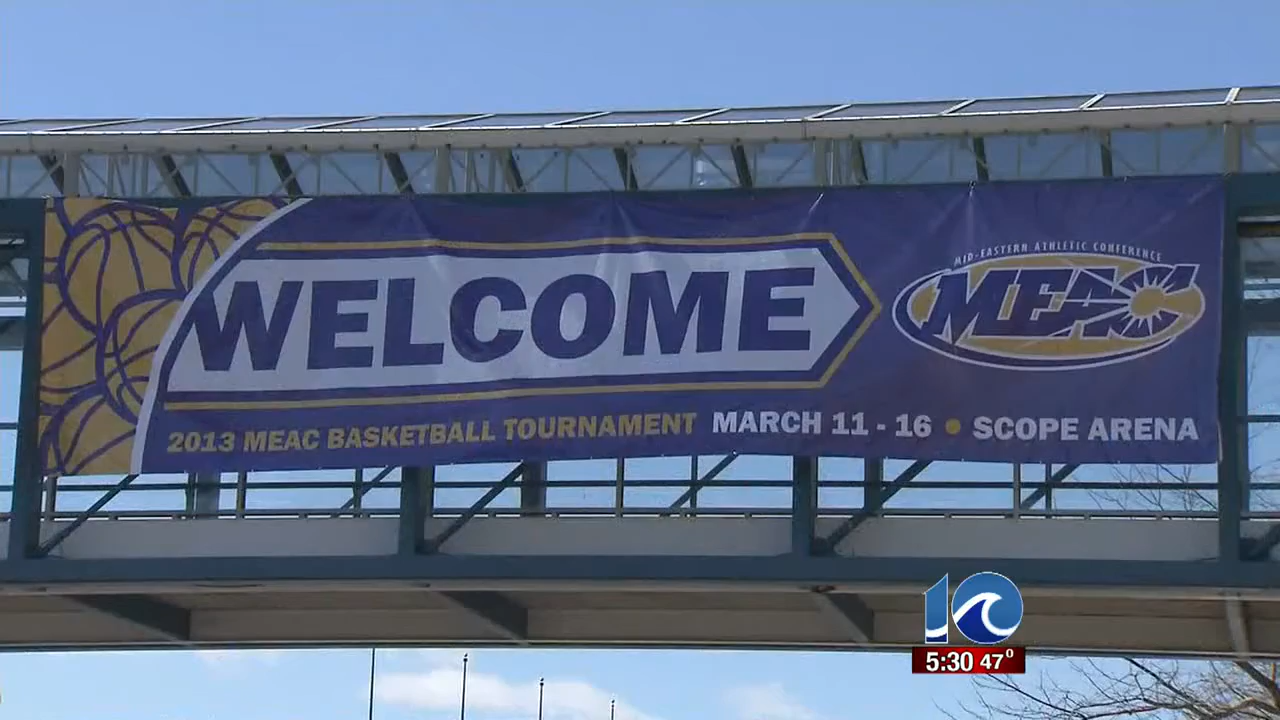 WELCOME
MID-EASTERN ATHLETIC CONFERENCE
MEAC
2013 MEAC BASKETBALL TOURNAMENT MARCH 11 - 16 • SCOPE ARENA
10
5:30 47°